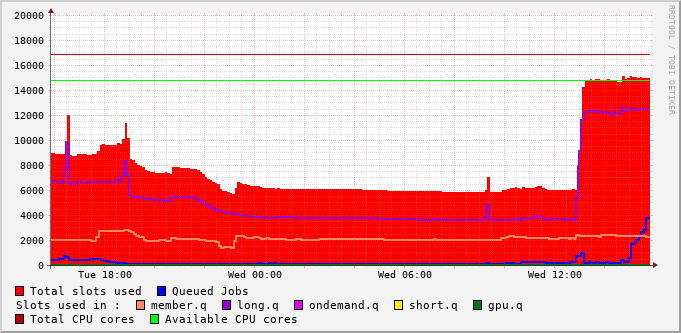 20000
18000
16000
14000
12000
10000
8000
6000
4000
2000
0
Tue 18:00 Wed 00:00 Wed 06:00 Wed 12:00
RRDTOOL / TOBI OETIKER
Total slots used Queued Jobs
Slots used in : member.q long.q ondemand.q short.q gpu.q
Total CPU cores Available CPU cores